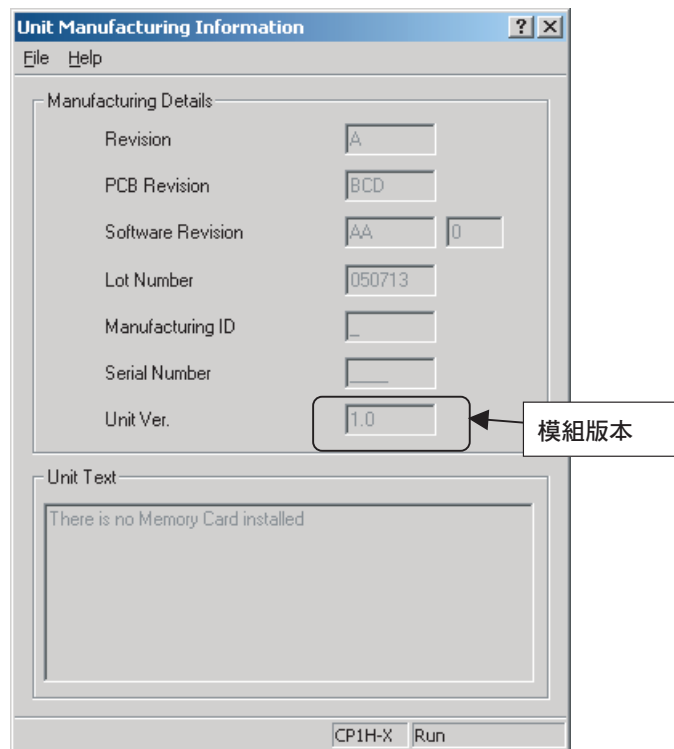 Unit Manufacturing Information
File Help
Manufacturing Details
Revision A
PCB Revision BCD
Software Revision AA 0
Lot Number 050713
Manufacturing ID _
Serial Number ____
Unit Ver. 1.0
模組版本
Unit Text
There is no Memory Card installed
CP1H-X Run